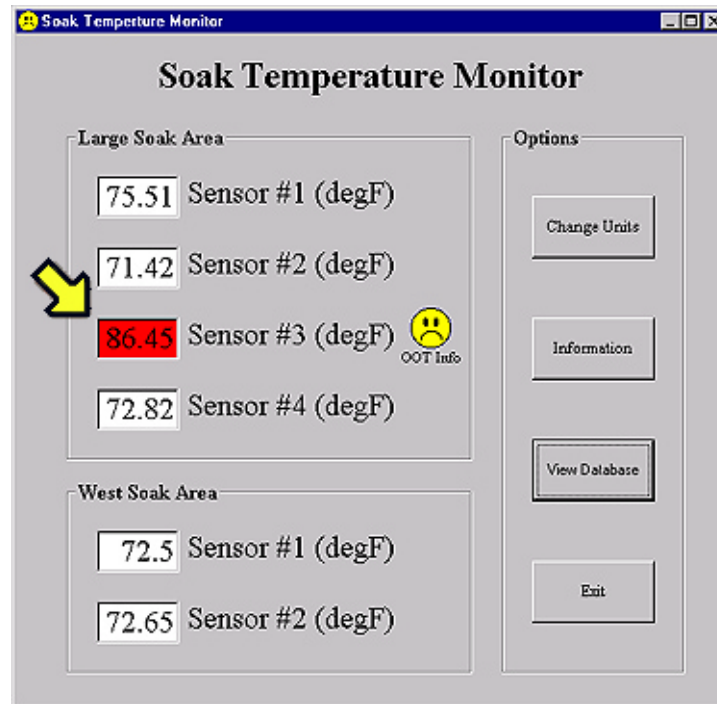 Soak Temperture Monitor
Soak Temperature Monitor
Large Soak Area
75.51 Sensor #1 (degF)
71.42 Sensor #2 (degF)
86.45 Sensor #3 (degF)
OOT Info
72.82 Sensor #4 (degF)
West Soak Area
72.5 Sensor #1 (degF)
72.65 Sensor #2 (degF)
Options
Change Units
Information
View Database
Exit